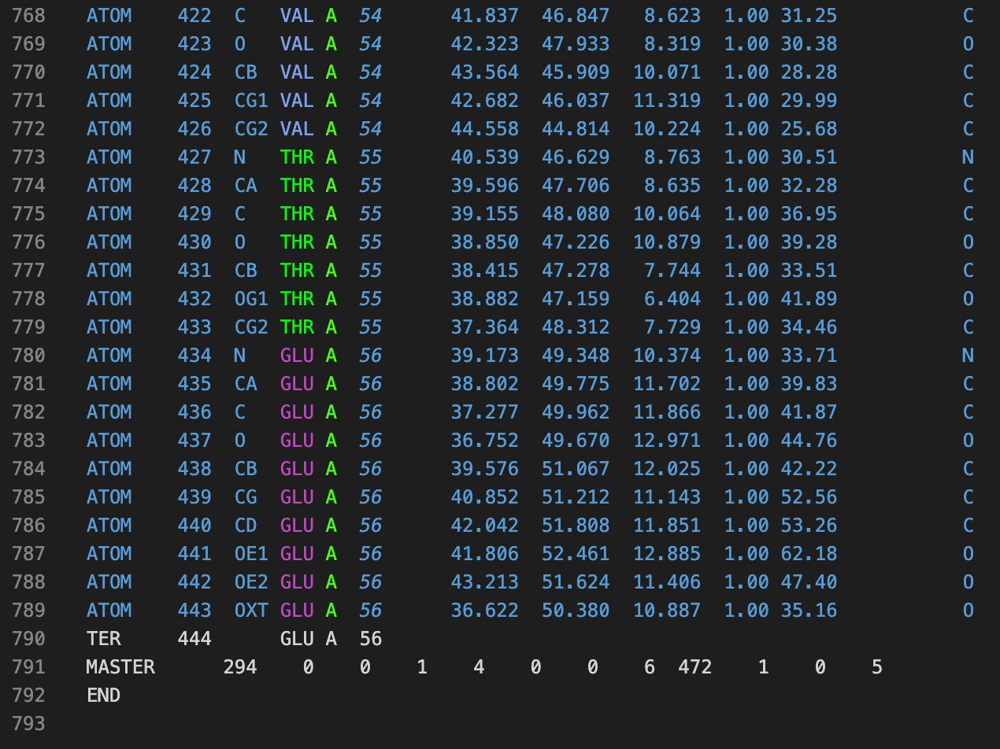 768 ATOM 422 C VAL A 54 41.837 46.847 8.623 1.00 31.25 C
769 ATOM 423 O VAL A 54 42.323 47.933 8.319 1.00 30.38 O
770 ATOM 424 CB VAL A 54 43.564 45.909 10.071 1.00 28.28 C
771 ATOM 425 CG1 VAL A 54 42.682 46.037 11.319 1.00 29.99 C
772 ATOM 426 CG2 VAL A 54 44.558 44.814 10.224 1.00 25.68 C
773 ATOM 427 N THR A 55 40.539 46.629 8.763 1.00 30.51 N
774 ATOM 428 CA THR A 55 39.596 47.706 8.635 1.00 32.28 C
775 ATOM 429 C THR A 55 39.155 48.080 10.064 1.00 36.95 C
776 ATOM 430 O THR A 55 38.850 47.226 10.879 1.00 39.28 O
777 ATOM 431 CB THR A 55 38.415 47.278 7.744 1.00 33.51 C
778 ATOM 432 OG1 THR A 55 38.882 47.159 6.404 1.00 41.89 O
779 ATOM 433 CG2 THR A 55 37.364 48.312 7.729 1.00 34.46 C
780 ATOM 434 N GLU A 56 39.173 49.348 10.374 1.00 33.71 N
781 ATOM 435 CA GLU A 56 38.802 49.775 11.702 1.00 39.83 C
782 ATOM 436 C GLU A 56 37.277 49.962 11.866 1.00 41.87 C
783 ATOM 437 O GLU A 56 36.752 49.670 12.971 1.00 44.76 O
784 ATOM 438 CB GLU A 56 39.576 51.067 12.025 1.00 42.22 C
785 ATOM 439 CG GLU A 56 40.852 51.212 11.143 1.00 52.56 C
786 ATOM 440 CD GLU A 56 42.042 51.808 11.851 1.00 53.26 C
787 ATOM 441 OE1 GLU A 56 41.806 52.461 12.885 1.00 62.18 O
788 ATOM 442 OE2 GLU A 56 43.213 51.624 11.406 1.00 47.40 O
789 ATOM 443 OXT GLU A 56 36.622 50.380 10.887 1.00 35.16 O
790 TER 444 GLU A 56
791 MASTER 294 0 0 1 4 0 0 6 472 1 0 5
792 END
793